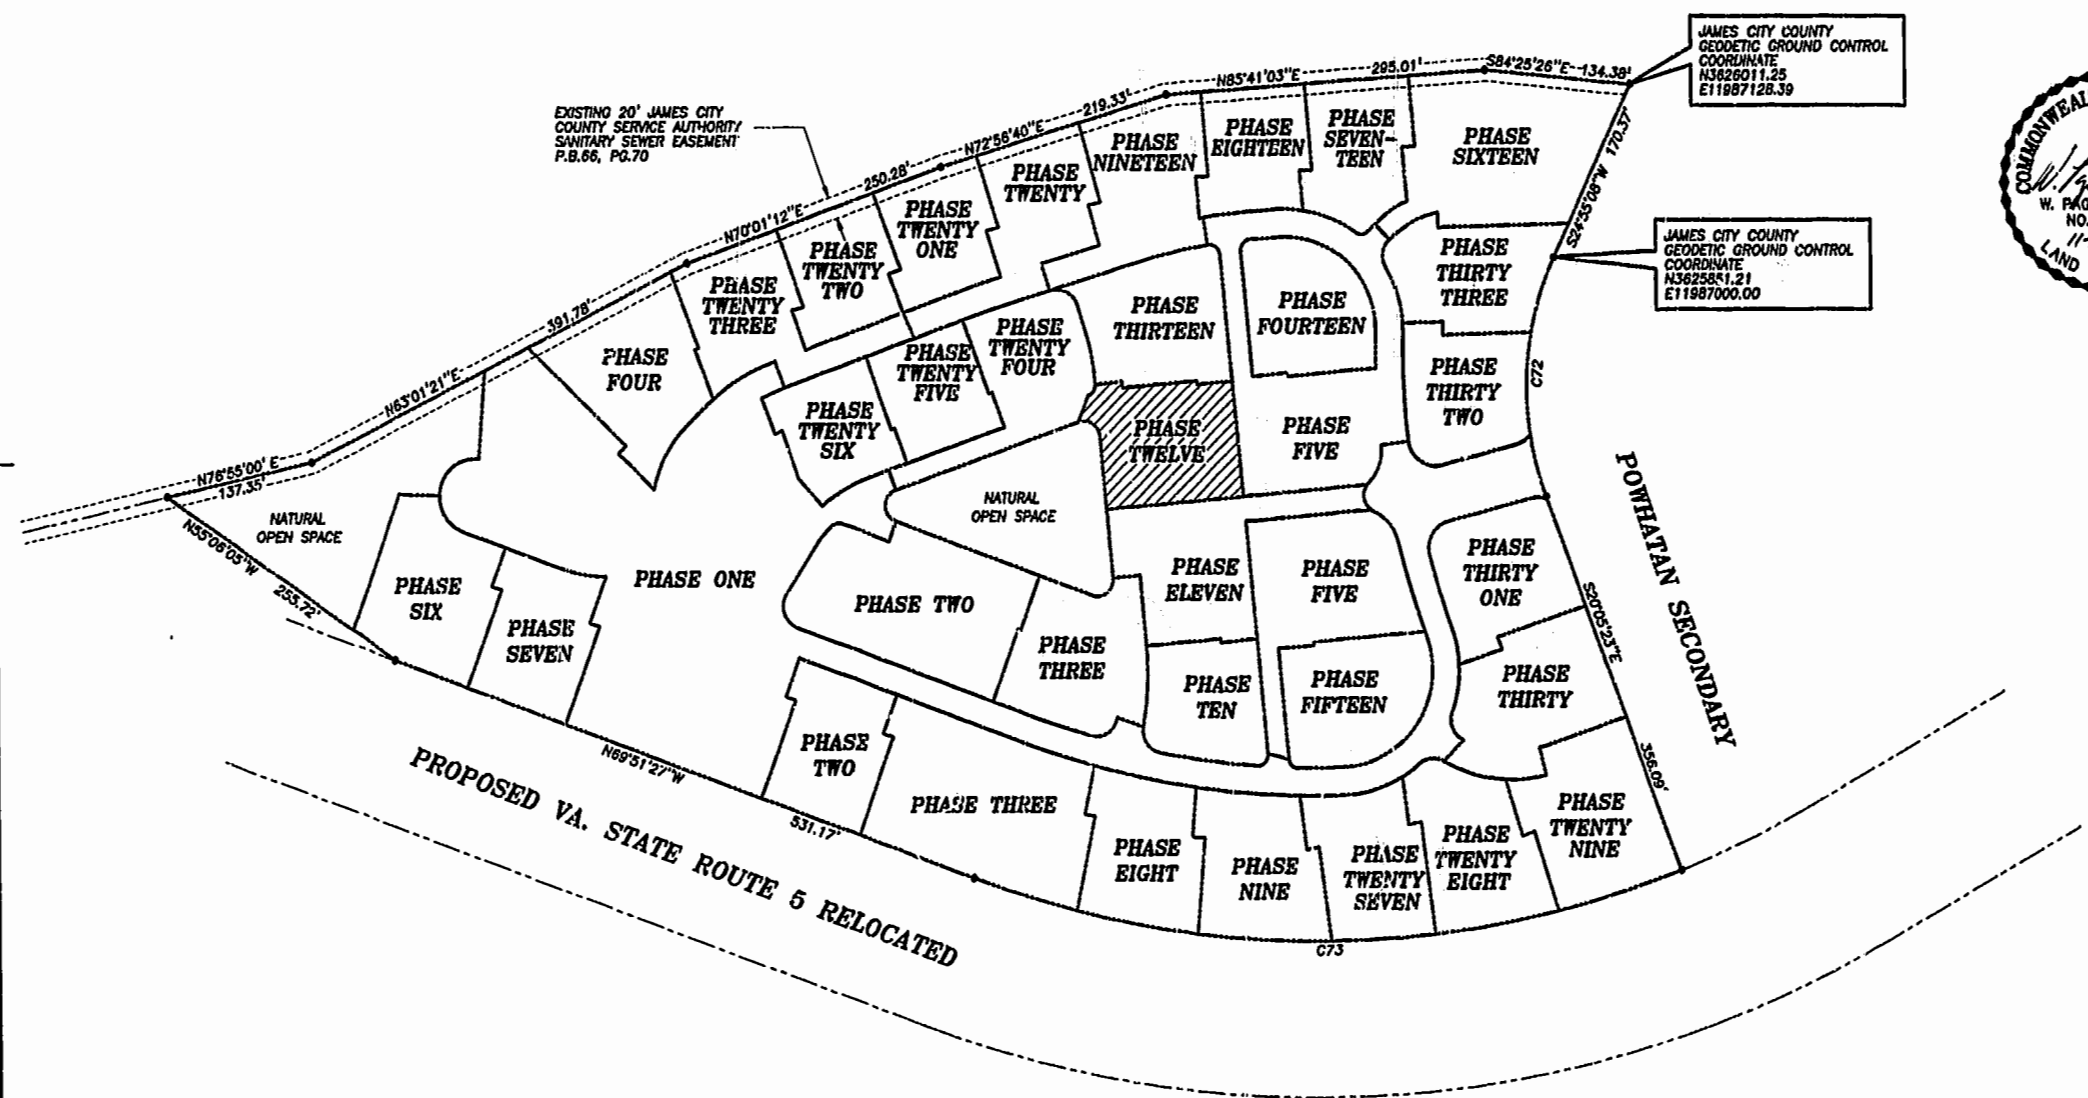 JAMES CITY COUNTY
GEODETIC GROUND CONTROL
COORDINATE
N3626011.25
E11987128.39
EXISTING 20' JAMES CITY
COUNTY SERVICE AUTHORITY
SANITARY SEWER EASEMENT
P.B.66, PG.70
N76°55'00" E
137.35'
N63°01'21"E
391.78'
N70°01'12"E
250.28'
N72°56'40"E
219.33'
N85°41'03"E
295.01'
S84°25'26"E
134.38'
S24°55'08"W 170.37'
COMMONWEAL
NO.
LAND
JAMES CITY COUNTY
GEODETIC GROUND CONTROL
COORDINATE
E11987000.00
PHASE
NINETEEN
PHASE
EIGHTEEN
PHASE
SEVEN-
TEEN
PHASE
SIXTEEN
PHASE
TWENTY
PHASE
TWENTY
ONE
PHASE
TWENTY
TWO
PHASE
TWENTY
THREE
PHASE
FOUR
PHASE
THIRTY
THREE
PHASE
THIRTEEN
PHASE
FOURTEEN
PHASE
TWENTY
FOUR
PHASE
TWENTY
FIVE
PHASE
TWENTY
SIX
PHASE
THIRTY
TWO
C72
PHASE
TWELVE
PHASE
FIVE
NATURAL
OPEN SPACE
NATURAL
OPEN SPACE
N55°06'05"W
255.72'
PHASE
SIX
PHASE
SEVEN
PHASE ONE
PHASE TWO
PHASE
THREE
PHASE
ELEVEN
PHASE
FIVE
PHASE
THIRTY
ONE
PHASE
TEN
PHASE
FIFTEEN
PHASE
THIRTY
S20°05'23"E
356.09'
POWHATAN SECONDARY
N69°51'27"W
531.17'
PHASE
TWO
PHASE THREE
PHASE
EIGHT
PHASE
NINE
PHASE
TWENTY
SEVEN
PHASE
TWENTY
EIGHT
PHASE
TWENTY
NINE
C73
PROPOSED VA. STATE ROUTE 5 RELOCATED